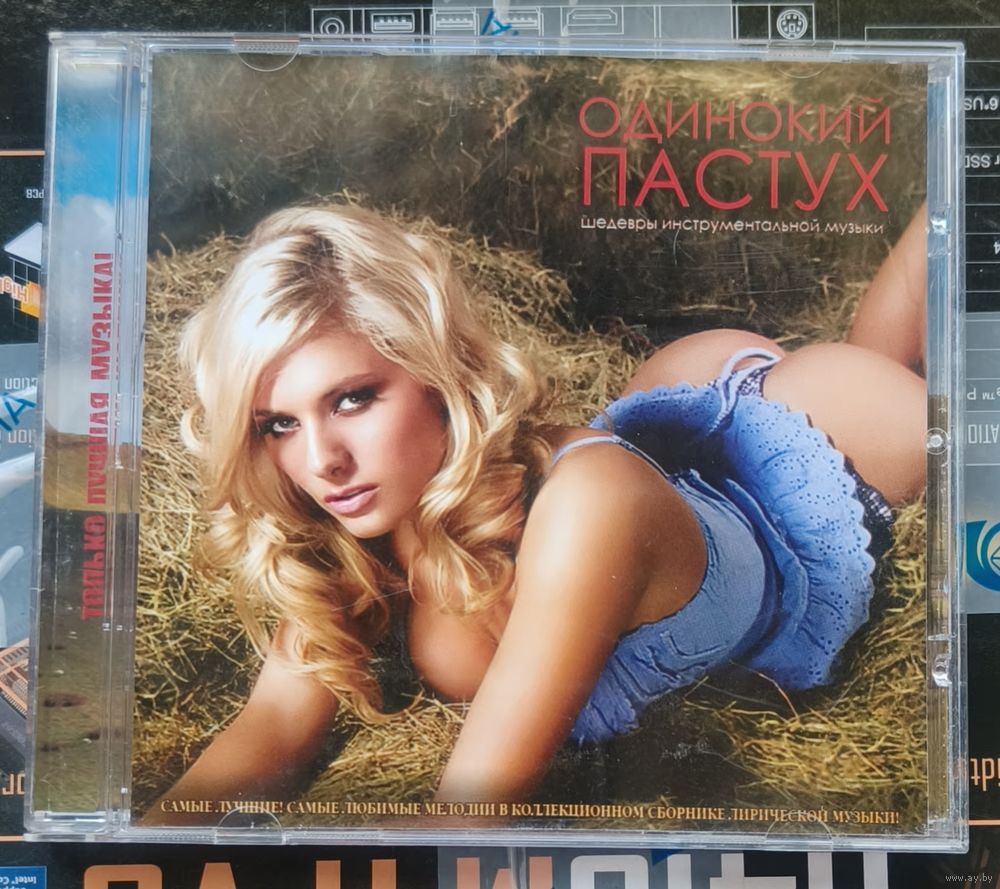 ОДИНОКИЙ
ПАСТУХ
шедевры инструментальной музыки
ТОЛЬКО ЛУЧШАЯ МУЗЫКА!
САМЫЕ ЛУЧШИЕ! САМЫЕ ЛЮБИМЫЕ МЕЛОДИИ В КОЛЛЕКЦИОННОМ СБОРНИКЕ ЛИРИЧЕСКОЙ МУЗЫКИ!
PCB
www.ay.by